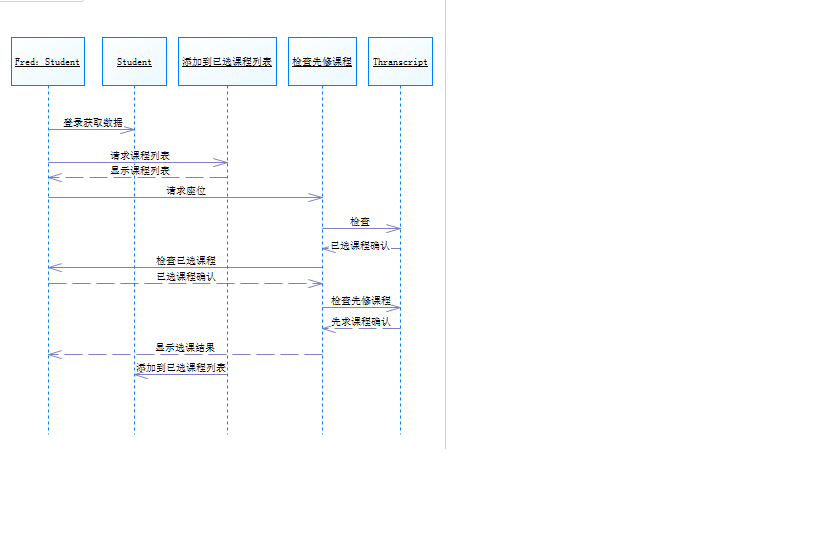 Fred: Student
Student
添加到已选课程列表
检查先修课程
Thranscript
登录获取数据
请求课程列表
显示课程列表
请求座位
检查
已选课程确认
检查已选课程
已选课程确认
检查先修课程
先求课程确认
显示选课结果
添加到已选课程列表